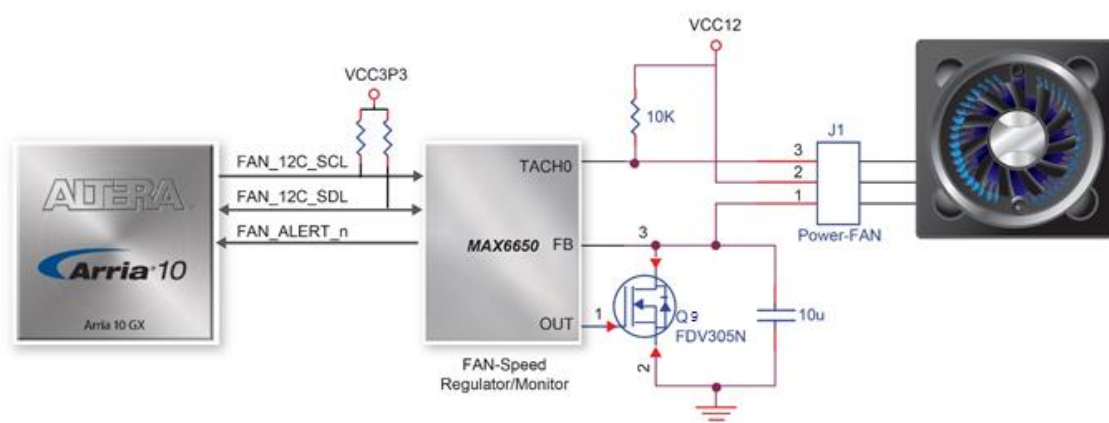 VCC12
VCC3P3
10K
J1
FAN_12C_SCL
TACH0
3
2
1
ALTERA®
FAN_12C_SDL
FAN_ALERT_n
MAX6650
FB
3
Power-FAN
Arria 10
Arria 10 GX
OUT
1
Q9
FDV305N
10u
2
FAN-Speed
Regulator/Monitor